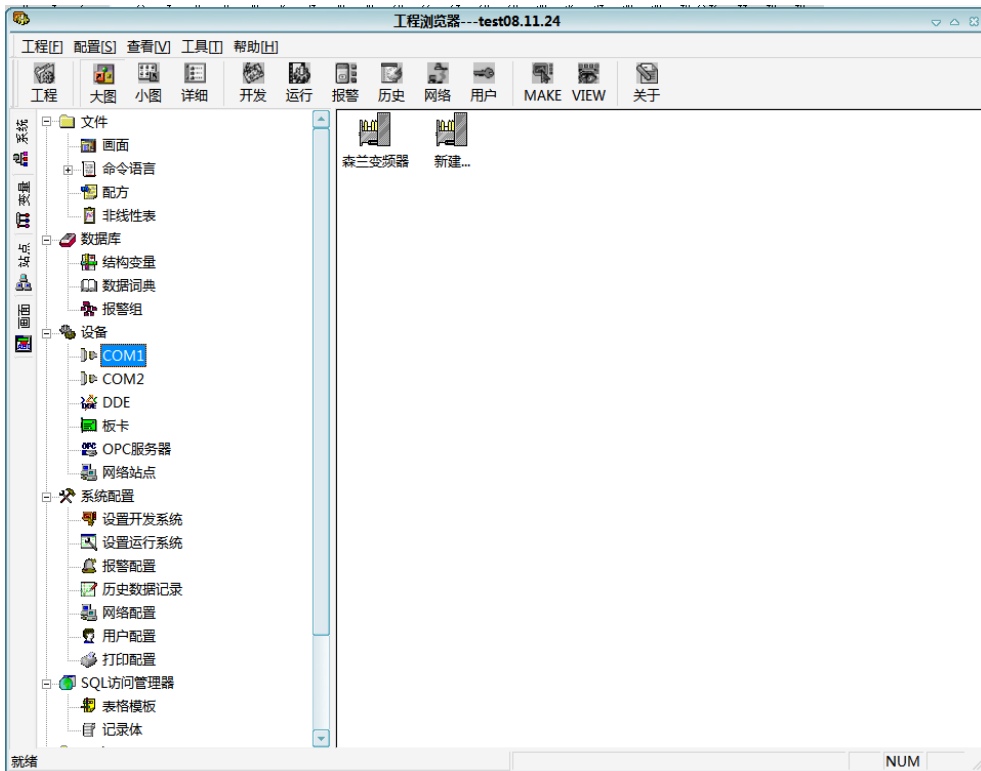 工程浏览器---test08.11.24
工程[F] 配置[S] 查看[V] 工具[T] 帮助[H]
工程 大图 小图 详细 开发 运行 报警 历史 网络 用户 MAKE VIEW 关于
系统
变量
站点
画面
文件
画面
命令语言
配方
非线性表
数据库
结构变量
数据词典
报警组
设备
COM1
COM2
DDE
板卡
OPC服务器
网络站点
系统配置
设置开发系统
设置运行系统
报警配置
历史数据记录
网络配置
用户配置
打印配置
SQL访问管理器
表格模板
记录体
森兰变频器 新建...
就绪 NUM